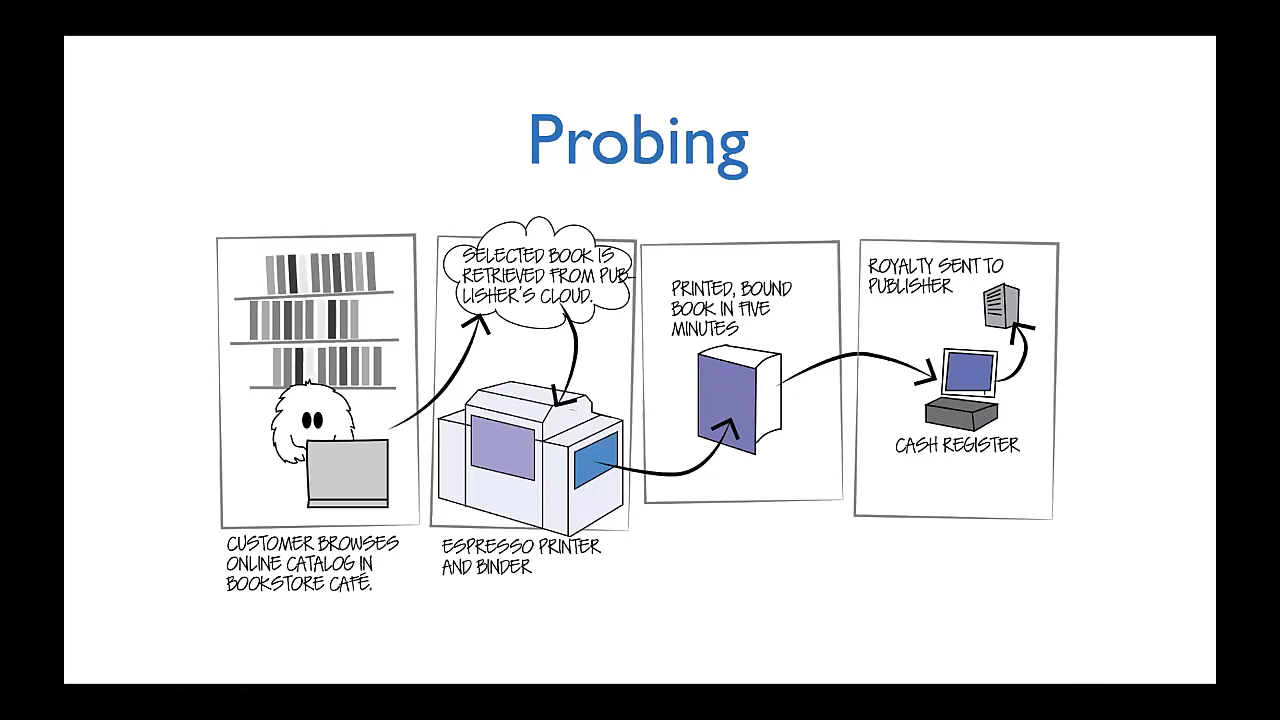 Probing
SELECTED BOOK IS
RETRIEVED FROM PUB-
LISHER'S CLOUD.
CUSTOMER BROWSES
ONLINE CATALOG IN
BOOKSTORE CAFÉ.
ESPRESSO PRINTER
AND BINDER
PRINTED, BOUND
BOOK IN FIVE
MINUTES
ROYALTY SENT TO
PUBLISHER
CASH REGISTER